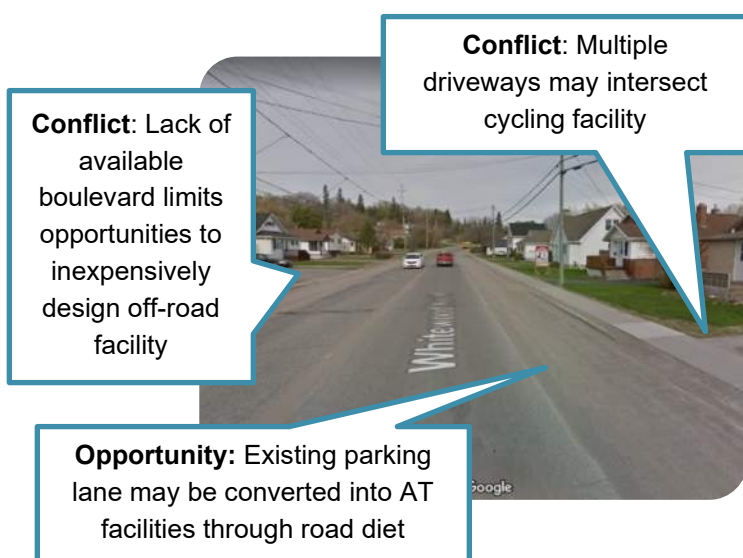 Conflict: Multiple
driveways may intersect
cycling facility
Conflict: Lack of
available
boulevard limits
opportunities to
inexpensively
design off-road
facility
Opportunity: Existing parking
lane may be converted into AT
facilities through road diet
Google